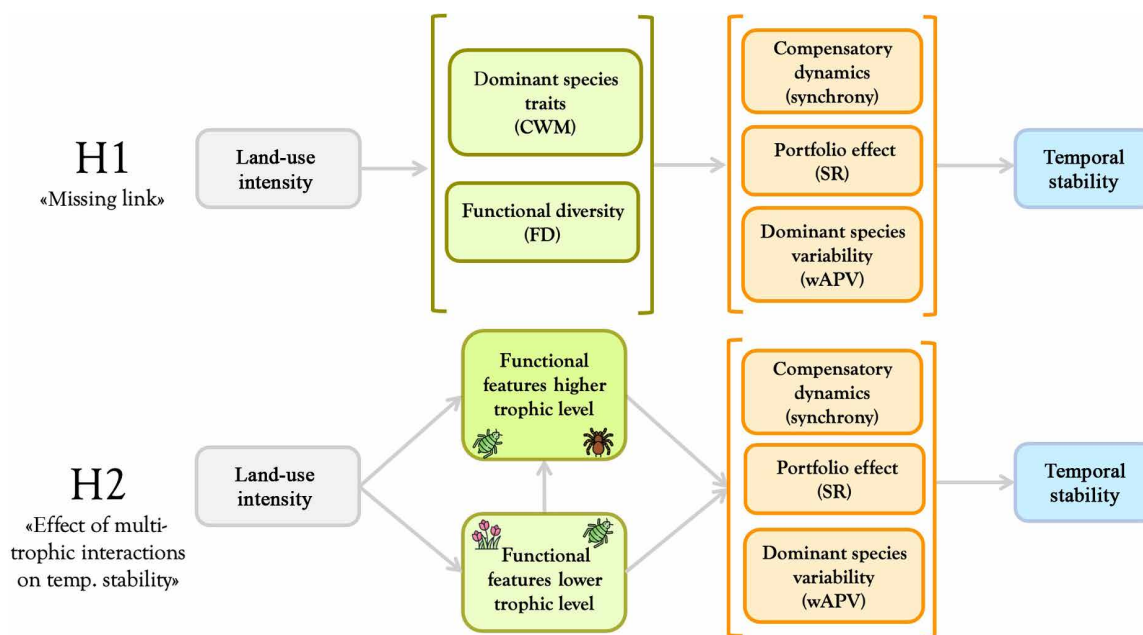 H1
«Missing link»
Land-use
intensity
Dominant species
traits
(CWM)
Functional diversity
(FD)
Compensatory
dynamics
(synchrony)
Portfolio effect
(SR)
Dominant species
variability
(wAPV)
Temporal
stability
H2
«Effect of multi-
trophic interactions
on temp. stability»
Land-use
intensity
Functional
features higher
trophic level
Functional
features lower
trophic level
Compensatory
dynamics
(synchrony)
Portfolio effect
(SR)
Dominant species
variability
(wAPV)
Temporal
stability